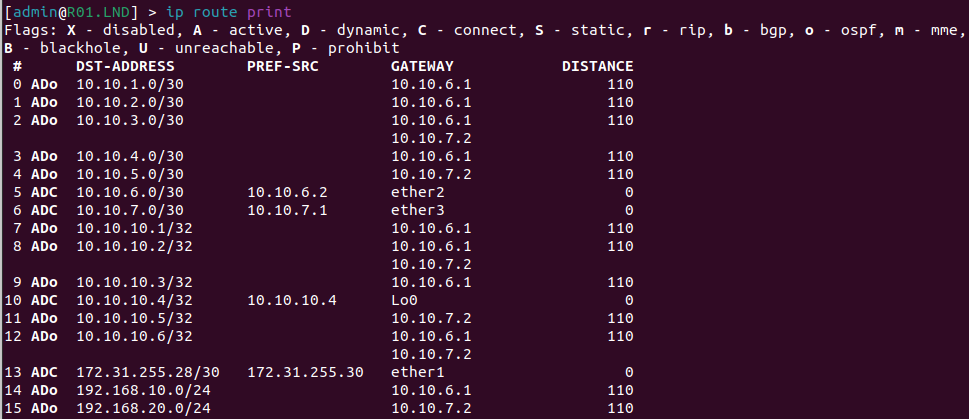 [admin@R01.LND] > ip route print
Flags: X - disabled, A - active, D - dynamic, C - connect, S - static, r - rip, b - bgp, o - ospf, m - mme,
B - blackhole, U - unreachable, P - prohibit
 #      DST-ADDRESS        PREF-SRC        GATEWAY            DISTANCE
 0 ADo  10.10.1.0/30                       10.10.6.1               110
 1 ADo  10.10.2.0/30                       10.10.6.1               110
 2 ADo  10.10.3.0/30                       10.10.6.1               110
                                           10.10.7.2
 3 ADo  10.10.4.0/30                       10.10.6.1               110
 4 ADo  10.10.5.0/30                       10.10.7.2               110
 5 ADC  10.10.6.0/30       10.10.6.2       ether2                    0
 6 ADC  10.10.7.0/30       10.10.7.1       ether3                    0
 7 ADo  10.10.10.1/32                      10.10.6.1               110
 8 ADo  10.10.10.2/32                      10.10.6.1               110
                                           10.10.7.2
 9 ADo  10.10.10.3/32                      10.10.6.1               110
10 ADC  10.10.10.4/32      10.10.10.4      Lo0                       0
11 ADo  10.10.10.5/32                      10.10.7.2               110
12 ADo  10.10.10.6/32                      10.10.6.1               110
                                           10.10.7.2
13 ADC  172.31.255.28/30   172.31.255.30   ether1                    0
14 ADo  192.168.10.0/24                    10.10.6.1               110
15 ADo  192.168.20.0/24                    10.10.7.2               110